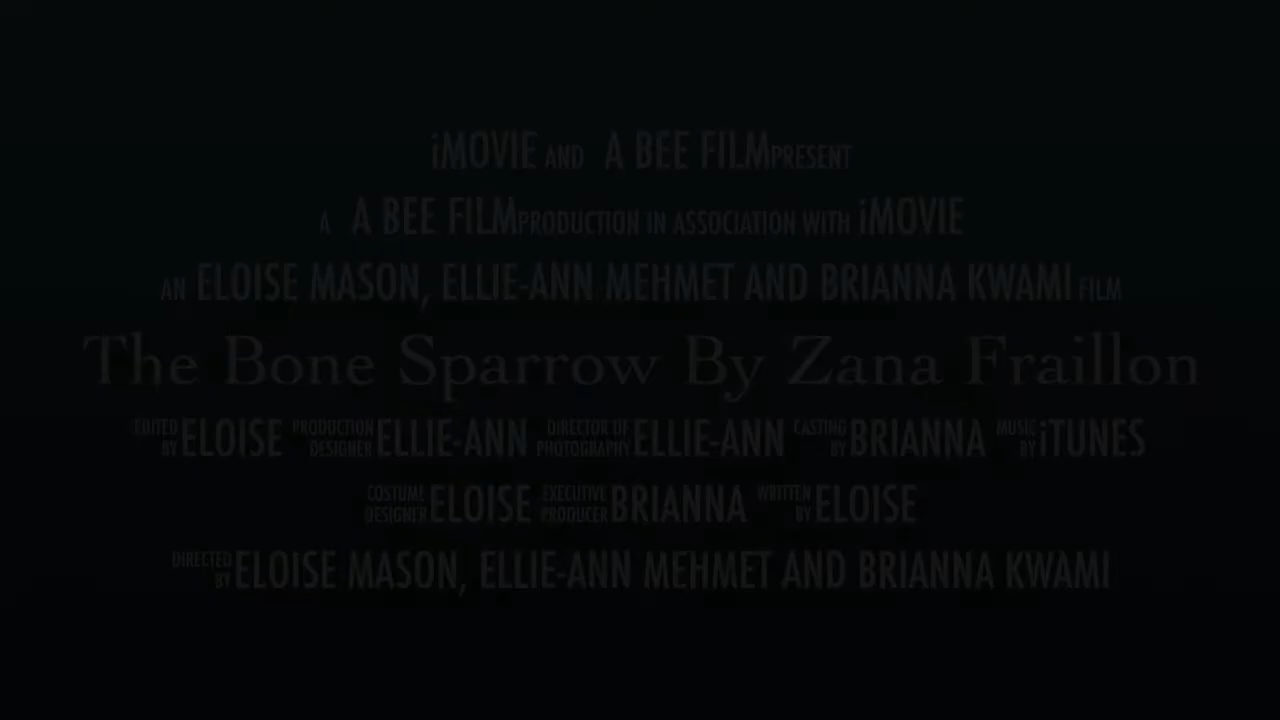 iMOVIE AND A BEE FILM PRESENT
A A BEE FILM PRODUCTION IN ASSOCIATION WITH iMOVIE
AN ELOISE MASON, ELLIE-ANN MEHMET AND BRIANNA KWAMI FILM
The Bone Sparrow By Zana Fraillon
EDITED BY ELOISE PRODUCTION DESIGNER ELLIE-ANN DIRECTOR OF PHOTOGRAPHY ELLIE-ANN CASTING BY BRIANNA MUSIC BY iTUNES
COSTUME DESIGNER ELOISE EXECUTIVE PRODUCER BRIANNA WRITTEN BY ELOISE
DIRECTED BY ELOISE MASON, ELLIE-ANN MEHMET AND BRIANNA KWAMI